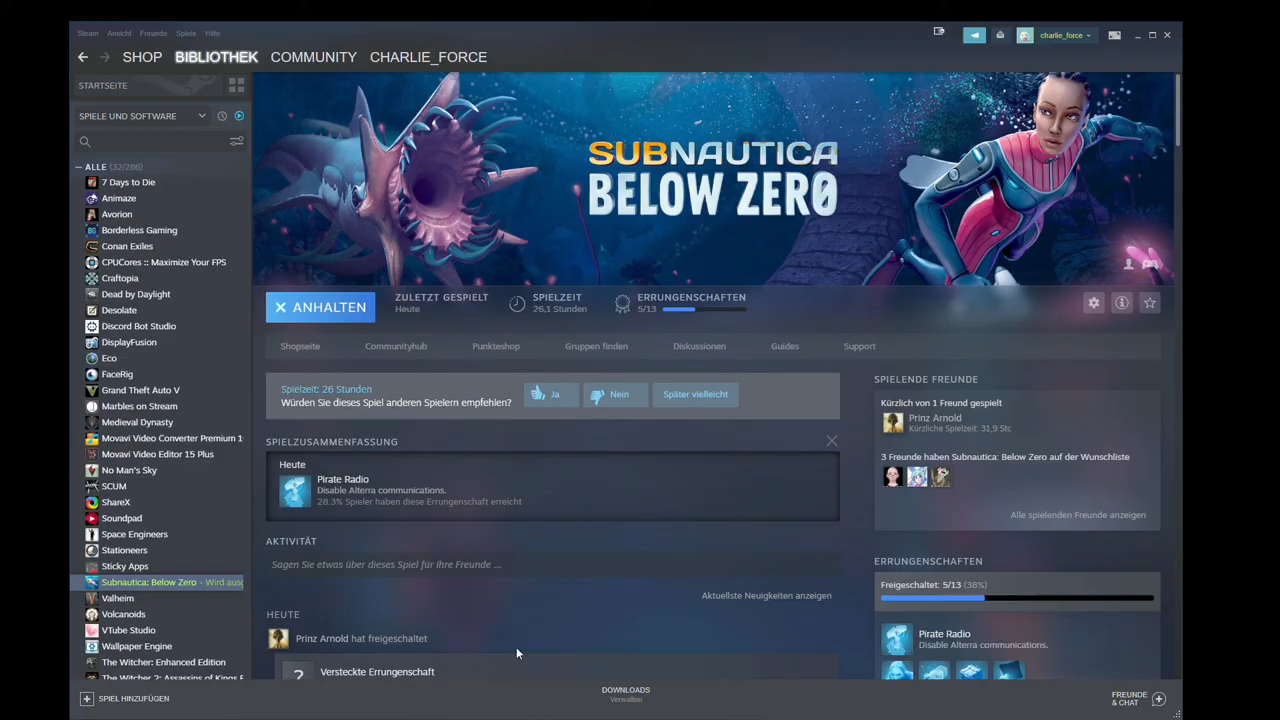 Steam Ansicht Freunde Spiele Hilfe
charlie_force
SHOP BIBLIOTHEK COMMUNITY CHARLIE_FORCE
STARTSEITE
SPIELE UND SOFTWARE
ALLE (32/286)
7 Days to Die
Animaze
Avorion
Borderless Gaming
Conan Exiles
CPUCores :: Maximize Your FPS
Craftopia
Dead by Daylight
Desolate
Discord Bot Studio
DisplayFusion
Eco
FaceRig
Grand Theft Auto V
Marbles on Stream
Medieval Dynasty
Movavi Video Converter Premium 1
Movavi Video Editor 15 Plus
No Man's Sky
SCUM
ShareX
Soundpad
Space Engineers
Stationeers
Sticky Apps
Subnautica: Below Zero - Wird ausg
Valheim
Volcanoids
VTube Studio
Wallpaper Engine
The Witcher: Enhanced Edition
The Witcher 2: Assassins of Kings E
SPIEL HINZUFÜGEN
SUBNAUTICA
BELOW ZERO
ANHALTEN
ZULETZT GESPIELT
Heute
SPIELZEIT
26,1 Stunden
ERRUNGENSCHAFTEN
5/13
Shopseite Communityhub Punkteshop Gruppen finden Diskussionen Guides Support
Spielzeit: 26 Stunden
Würden Sie dieses Spiel anderen Spielern empfehlen?
Ja Nein Später vielleicht
SPIELZUSAMMENFASSUNG
Heute
Pirate Radio
Disable Alterra communications.
28.3% Spieler haben diese Errungenschaft erreicht
AKTIVITÄT
Sagen Sie etwas über dieses Spiel für Ihre Freunde ...
Aktuellste Neuigkeiten anzeigen
HEUTE
Prinz Arnold hat freigeschaltet
?
Versteckte Errungenschaft
SPIELENDE FREUNDE
Kürzlich von 1 Freund gespielt
Prinz Arnold
Kürzliche Spielzeit: 31,9 Stc
3 Freunde haben Subnautica: Below Zero auf der Wunschliste
Alle spielenden Freunde anzeigen
ERRUNGENSCHAFTEN
Freigeschaltet: 5/13 (38%)
Pirate Radio
Disable Alterra communications.
DOWNLOADS
Verwalten
FREUNDE
& CHAT